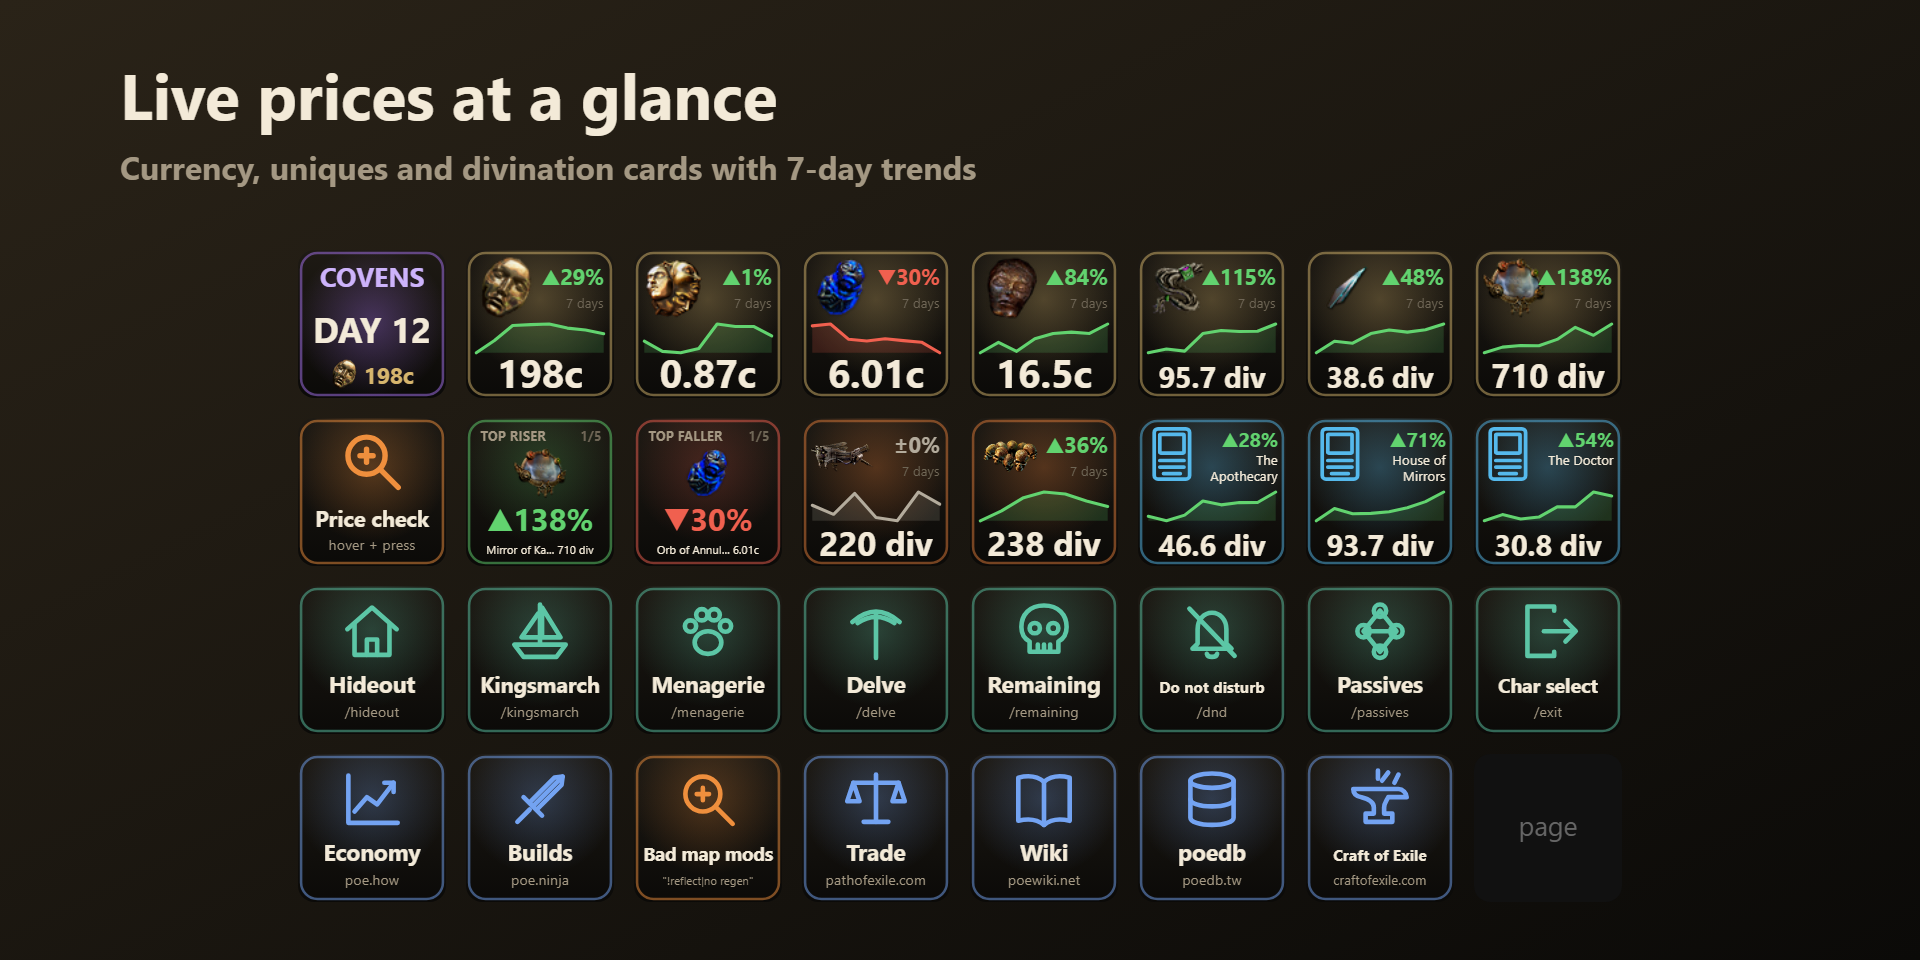 Live prices at a glance
Currency, uniques and divination cards with 7-day trends
COVENS
DAY 12
198c
▲29%
7 days
198c
▲1%
7 days
0.87c
▼30%
7 days
6.01c
▲84%
7 days
16.5c
▲115%
95.7 div
▲48%
7 days
38.6 div
▲138%
7 days
710 div
Price check
hover + press
TOP RISER 1/5
▲138%
Mirror of Ka... 710 div
TOP FALLER 1/5
▼30%
Orb of Annul... 6.01c
±0%
7 days
220 div
▲36%
7 days
238 div
▲28%
The
Apothecary
46.6 div
▲71%
House of
Mirrors
93.7 div
▲54%
The Doctor
30.8 div
Hideout
/hideout
Kingsmarch
/kingsmarch
Menagerie
/menagerie
Delve
/delve
Remaining
/remaining
Do not disturb
/dnd
Passives
/passives
Char select
/exit
Economy
poe.how
Builds
poe.ninja
Bad map mods
"!reflect|no regen"
Trade
pathofexile.com
Wiki
poewiki.net
poedb
poedb.tw
Craft of Exile
craftofexile.com
page